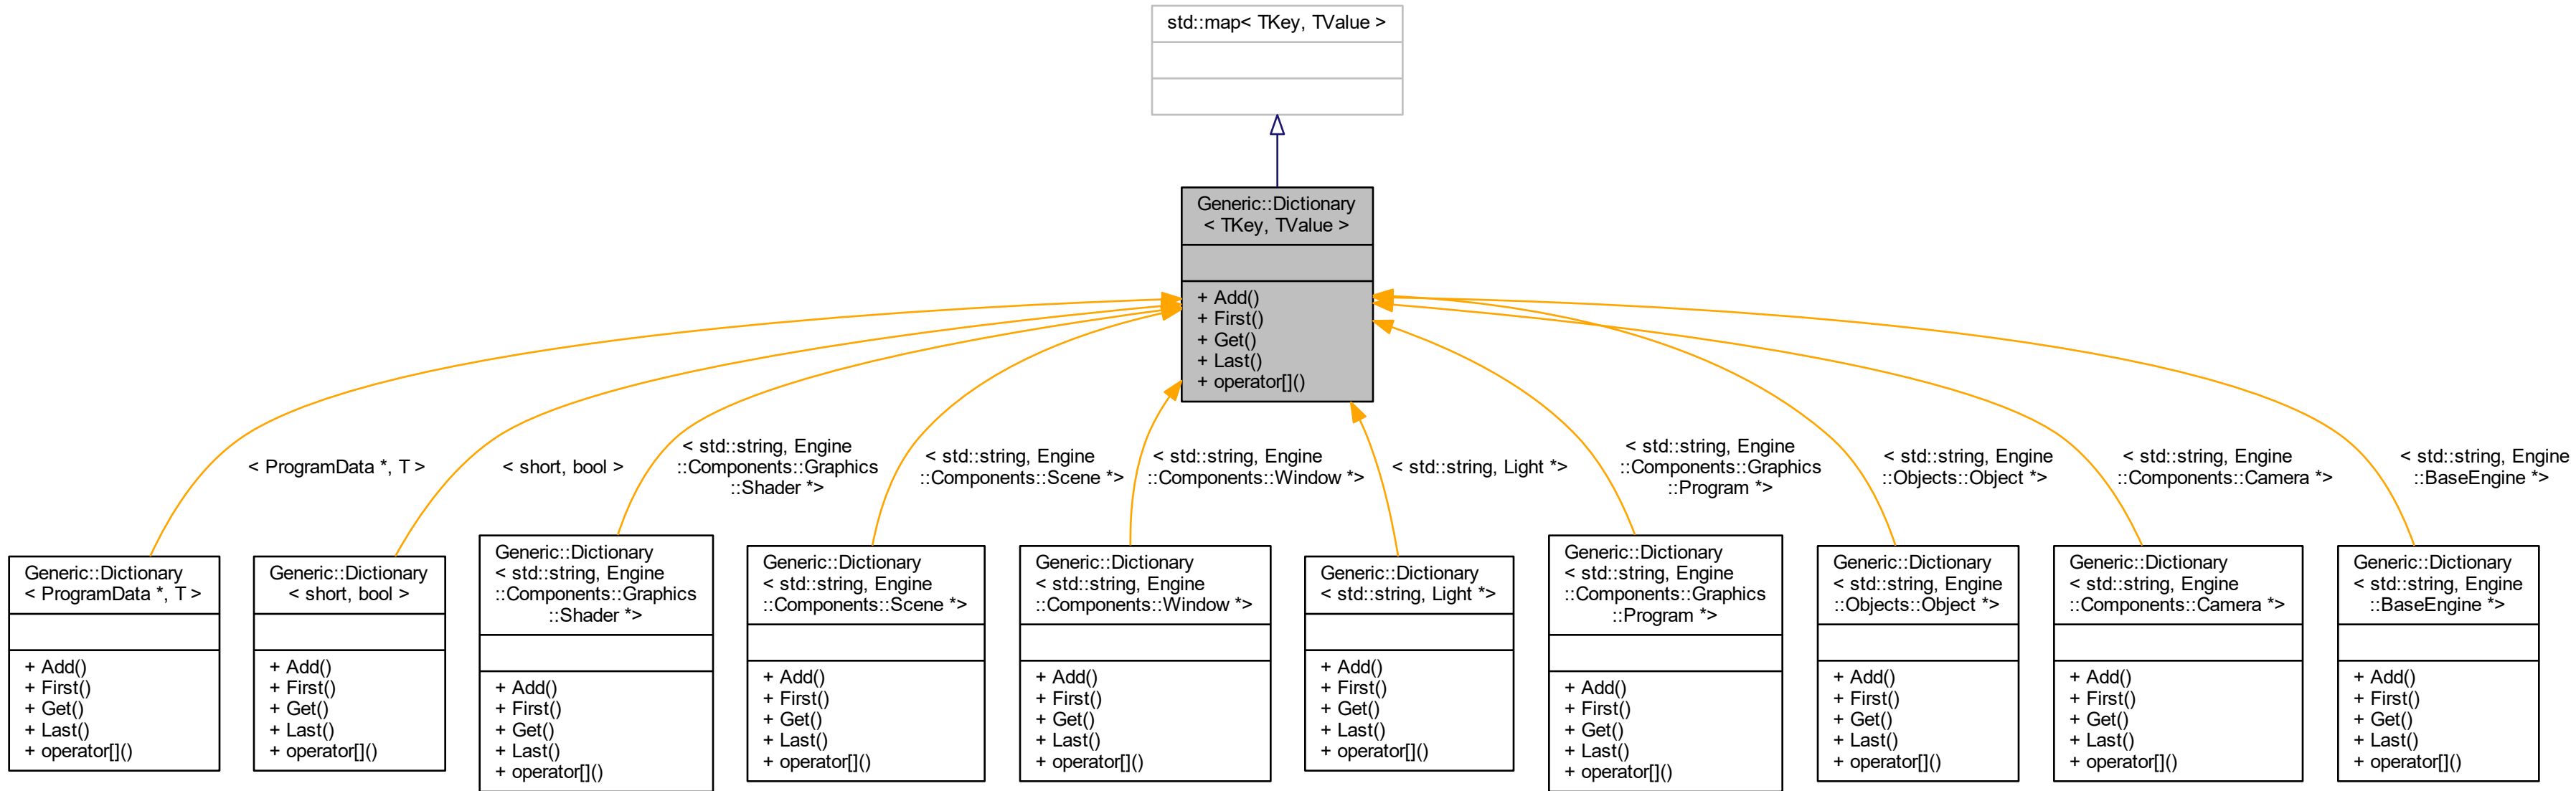 std::map< TKey, TValue >
Generic::Dictionary
< TKey, TValue >
+ Add()
+ First()
+ Get()
+ Last()
+ operator[]()
< ProgramData *, T >
< short, bool >
< std::string, Engine
::Components::Graphics
::Shader *>
< std::string, Engine
::Components::Scene *>
< std::string, Engine
::Components::Window *>
< std::string, Light *>
< std::string, Engine
::Components::Graphics
::Program *>
< std::string, Engine
::Objects::Object *>
< std::string, Engine
::Components::Camera *>
< std::string, Engine
::BaseEngine *>
Generic::Dictionary
< ProgramData *, T >
+ Add()
+ First()
+ Get()
+ Last()
+ operator[]()
Generic::Dictionary
< short, bool >
+ Add()
+ First()
+ Get()
+ Last()
+ operator[]()
Generic::Dictionary
< std::string, Engine
::Components::Graphics
::Shader *>
+ Add()
+ First()
+ Get()
+ Last()
+ operator[]()
Generic::Dictionary
< std::string, Engine
::Components::Scene *>
+ Add()
+ First()
+ Get()
+ Last()
+ operator[]()
Generic::Dictionary
< std::string, Engine
::Components::Window *>
+ Add()
+ First()
+ Get()
+ Last()
+ operator[]()
Generic::Dictionary
< std::string, Light *>
+ Add()
+ First()
+ Get()
+ Last()
+ operator[]()
Generic::Dictionary
< std::string, Engine
::Components::Graphics
::Program *>
+ Add()
+ First()
+ Get()
+ Last()
+ operator[]()
Generic::Dictionary
< std::string, Engine
::Objects::Object *>
+ Add()
+ First()
+ Get()
+ Last()
+ operator[]()
Generic::Dictionary
< std::string, Engine
::Components::Camera *>
+ Add()
+ First()
+ Get()
+ Last()
+ operator[]()
Generic::Dictionary
< std::string, Engine
::BaseEngine *>
+ Add()
+ First()
+ Get()
+ Last()
+ operator[]()